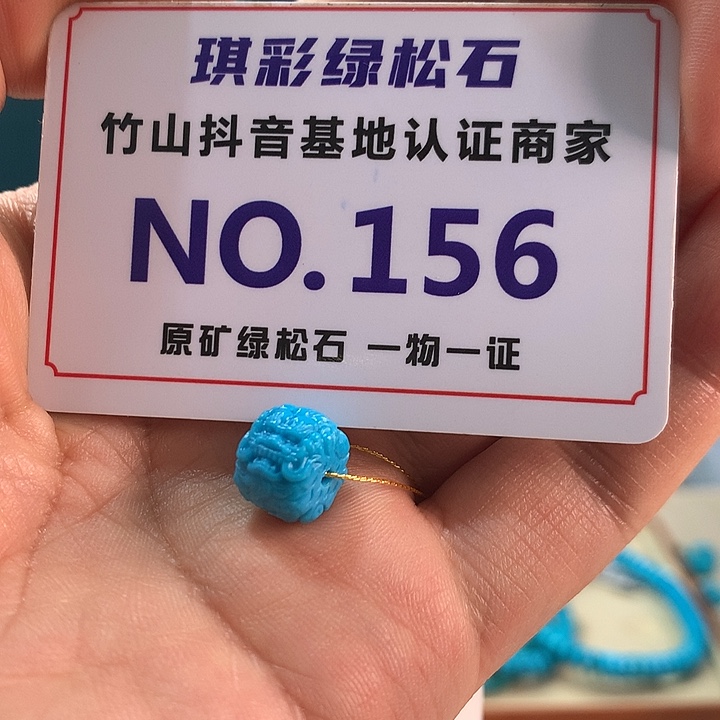 琪彩绿松石
竹山抖音基地认证商家
NO.156
原矿绿松石 一物一证